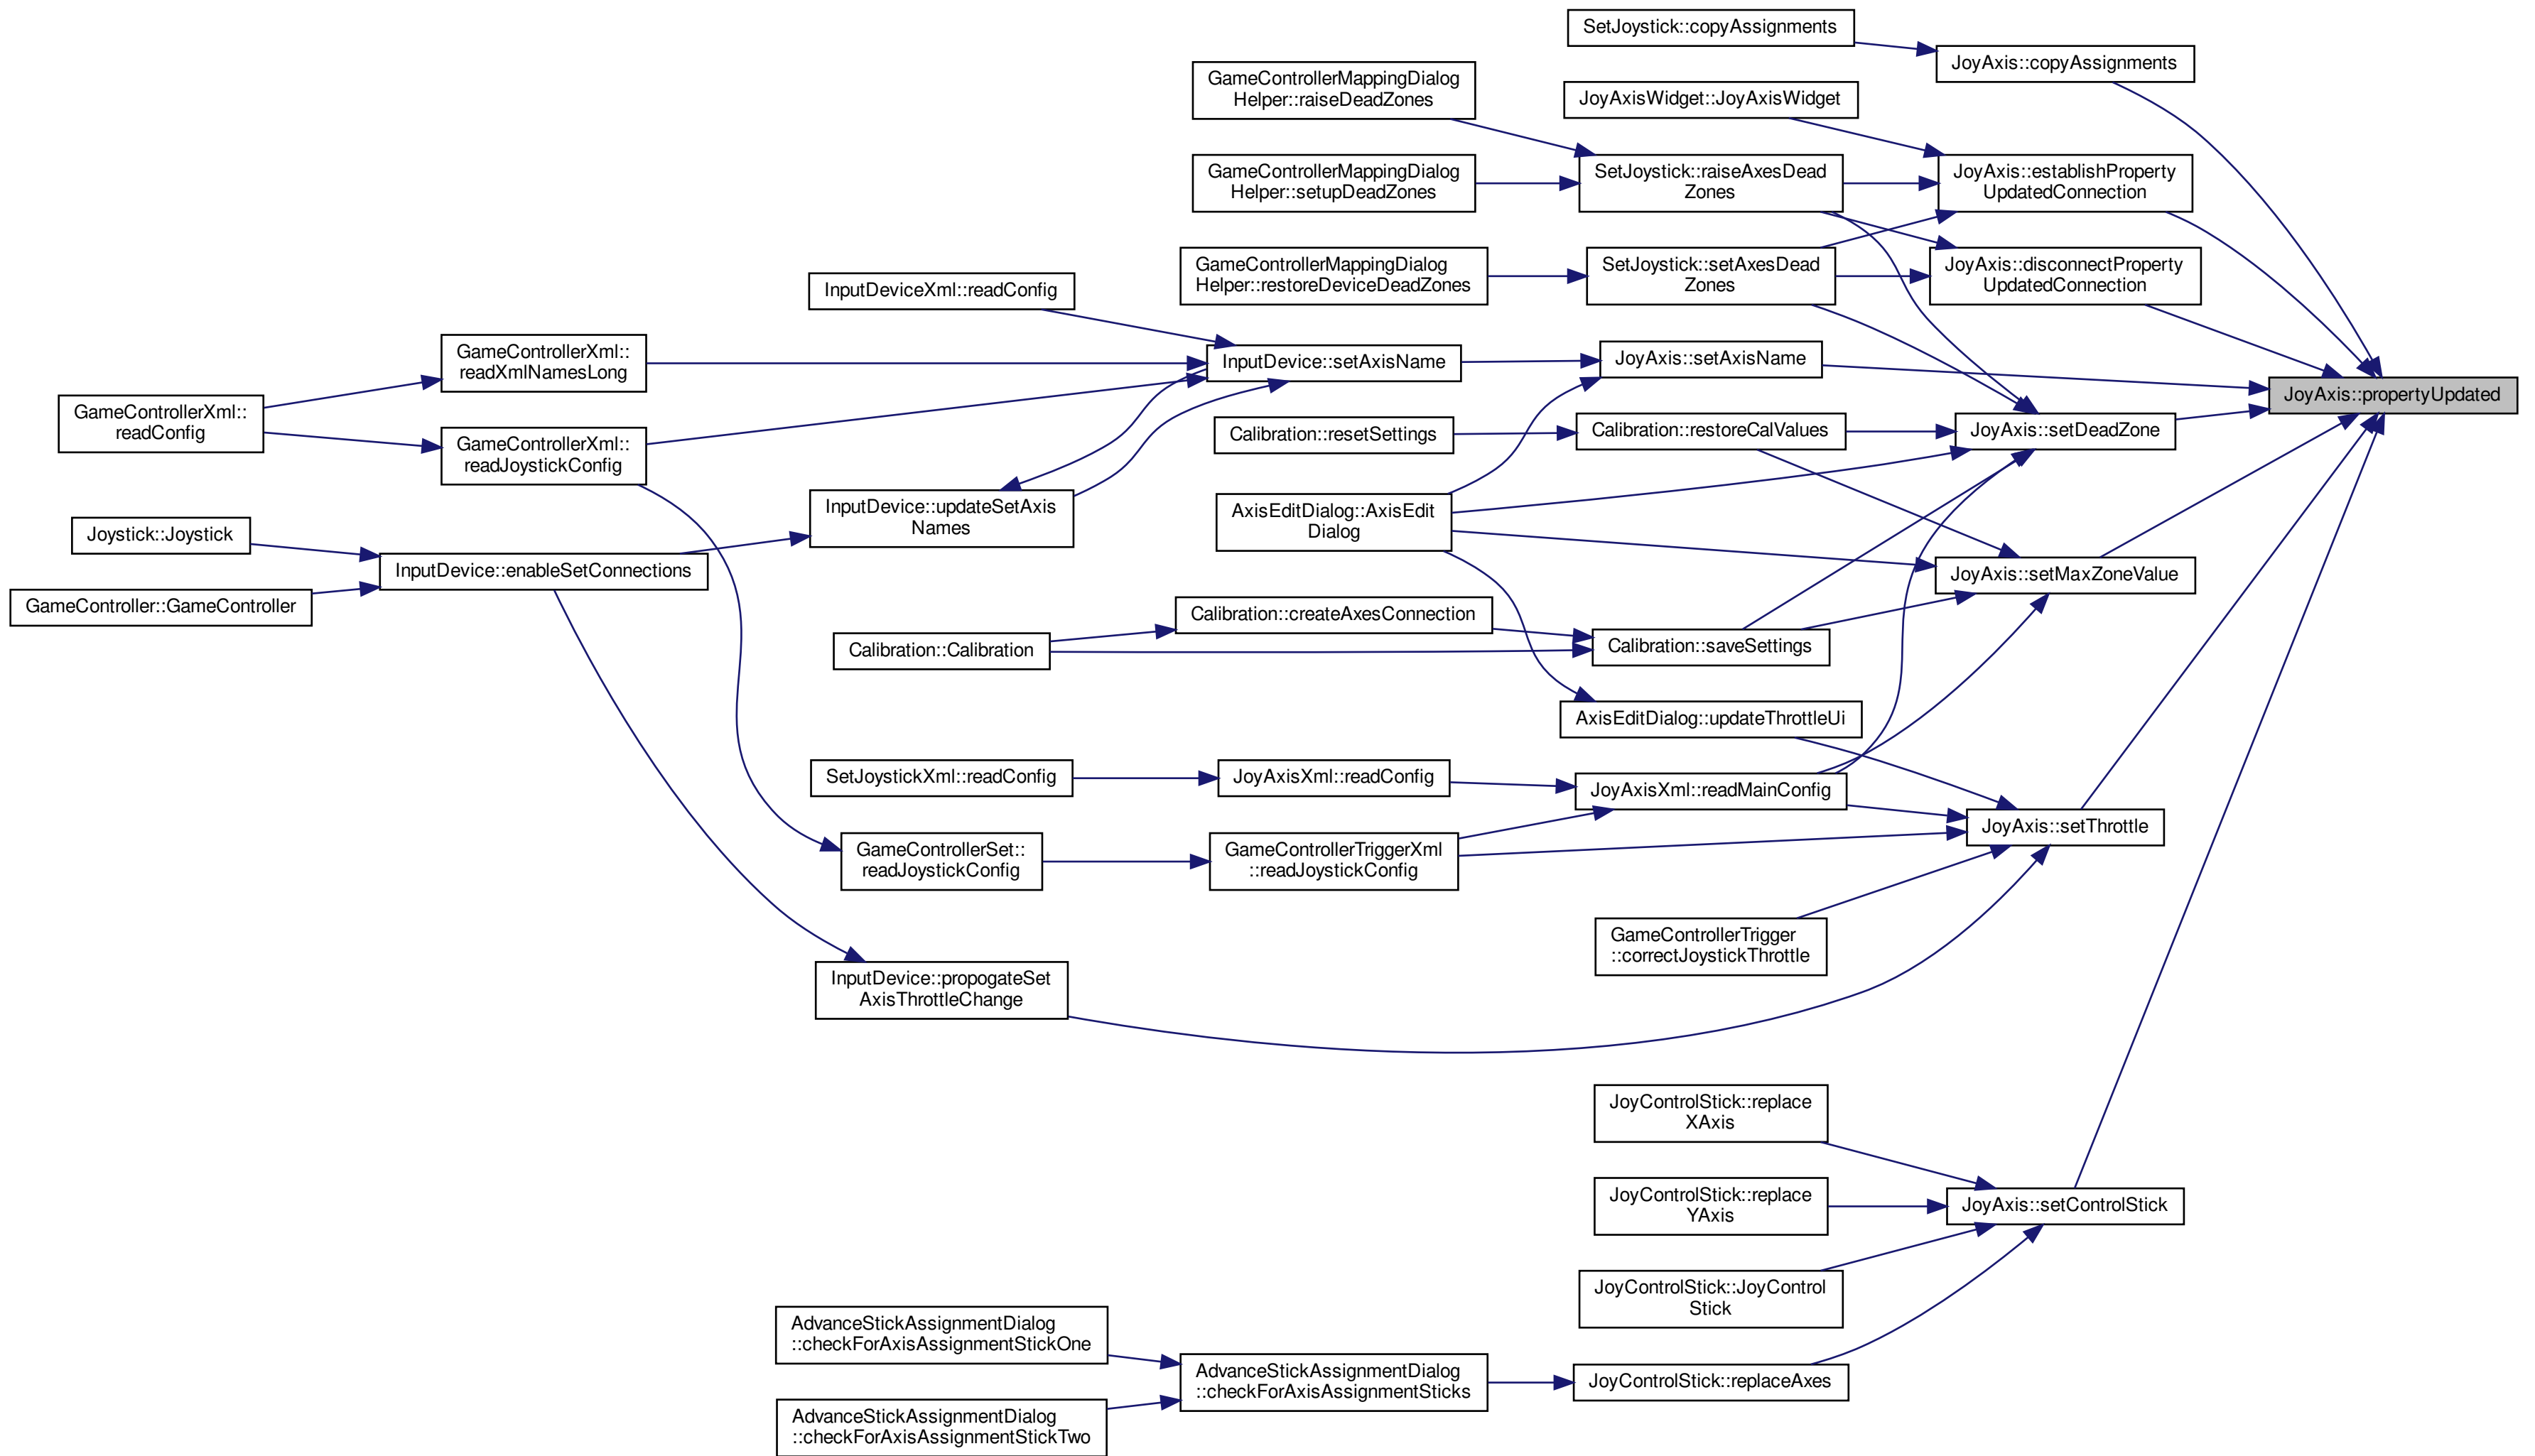 SetJoystick::copyAssignments
JoyAxis::copyAssignments
GameControllerMappingDialog
Helper::raiseDeadZones
JoyAxisWidget::JoyAxisWidget
GameControllerMappingDialog
Helper::setupDeadZones
SetJoystick::raiseAxesDead
Zones
JoyAxis::establishProperty
UpdatedConnection
GameControllerMappingDialog
Helper::restoreDeviceDeadZones
SetJoystick::setAxesDead
Zones
JoyAxis::disconnectProperty
UpdatedConnection
InputDeviceXml::readConfig
GameControllerXml::
readXmlNamesLong
InputDevice::setAxisName
JoyAxis::setAxisName
JoyAxis::propertyUpdated
GameControllerXml::
readConfig
GameControllerXml::
readJoystickConfig
Calibration::resetSettings
Calibration::restoreCalValues
JoyAxis::setDeadZone
Joystick::Joystick
InputDevice::updateSetAxis
Names
AxisEditDialog::AxisEdit
Dialog
InputDevice::enableSetConnections
JoyAxis::setMaxZoneValue
GameController::GameController
Calibration::createAxesConnection
Calibration::Calibration
Calibration::saveSettings
AxisEditDialog::updateThrottleUi
SetJoystickXml::readConfig
JoyAxisXml::readConfig
JoyAxisXml::readMainConfig
JoyAxis::setThrottle
GameControllerSet::
readJoystickConfig
GameControllerTriggerXml
::readJoystickConfig
GameControllerTrigger
::correctJoystickThrottle
InputDevice::propogateSet
AxisThrottleChange
JoyControlStick::replace
XAxis
JoyControlStick::replace
YAxis
JoyAxis::setControlStick
JoyControlStick::JoyControl
Stick
AdvanceStickAssignmentDialog
::checkForAxisAssignmentStickOne
AdvanceStickAssignmentDialog
::checkForAxisAssignmentSticks
JoyControlStick::replaceAxes
AdvanceStickAssignmentDialog
::checkForAxisAssignmentStickTwo